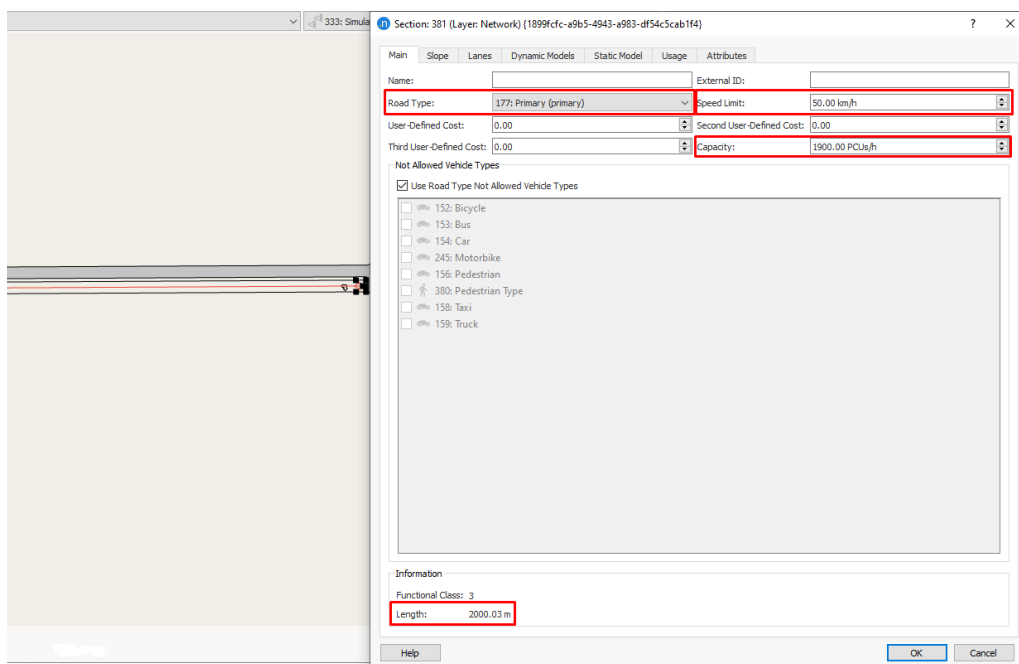 333: Simula
n Section: 381 (Layer: Network) {1899fcfc-a9b5-4943-a983-df54c5cab1f4} ? ×
Main Slope Lanes Dynamic Models Static Model Usage Attributes
Name: External ID:
Road Type: 177: Primary (primary) Speed Limit: 50.00 km/h
User-Defined Cost: 0.00 Second User-Defined Cost: 0.00
Third User-Defined Cost: 0.00 Capacity: 1900.00 PCUs/h
Not Allowed Vehicle Types
Use Road Type Not Allowed Vehicle Types
152: Bicycle
153: Bus
154: Car
245: Motorbike
156: Pedestrian
380: Pedestrian Type
158: Taxi
159: Truck
Information
Functional Class: 3
Length: 2000.03 m
Help OK Cancel